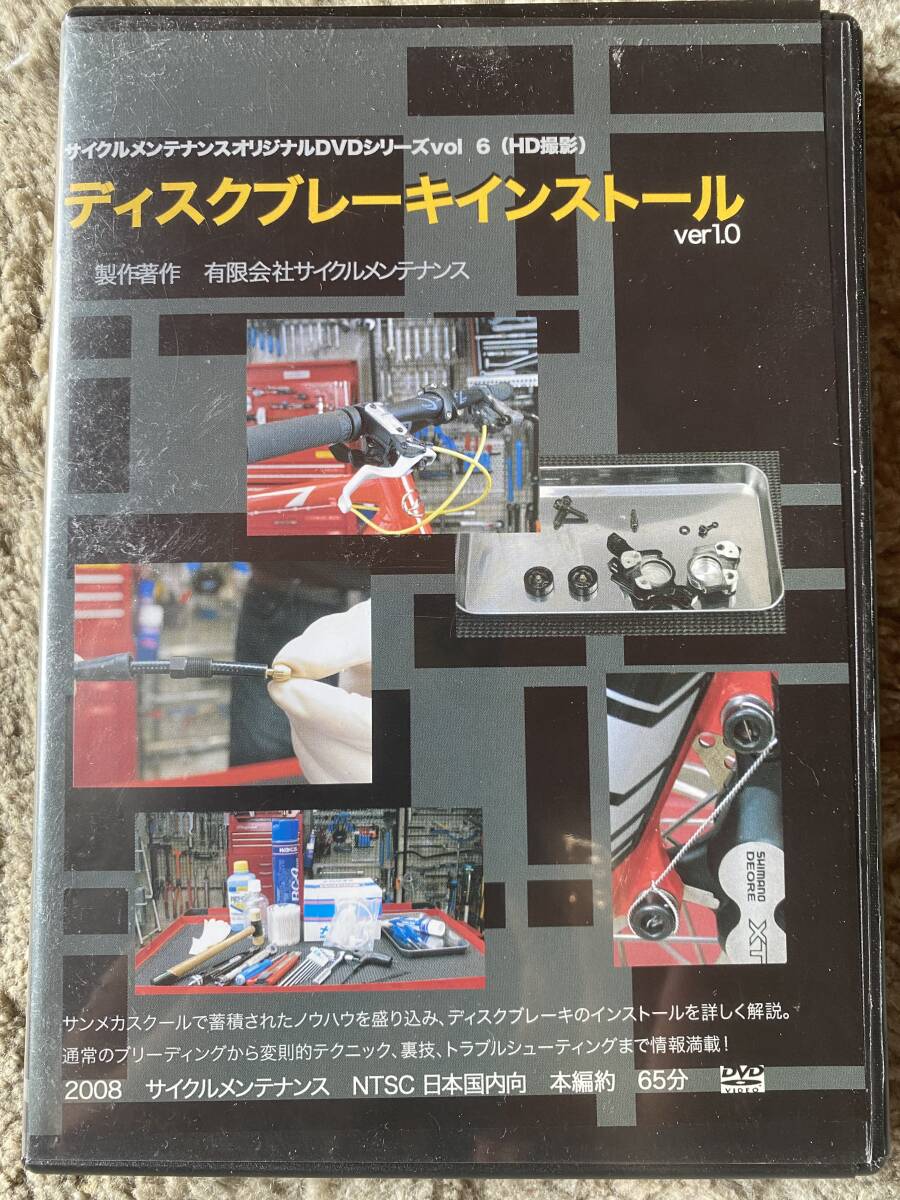 サイクルメンテナンスオリジナルDVDシリーズvol 6（HD撮影）
ディスクブレーキインストール
ver1.0
製作著作 有限会社サイクルメンテナンス
SHIMANO
DEORE XT
サンメカスクールで蓄積されたノウハウを盛り込み、ディスクブレーキのインストールを詳しく解説。
通常のブリーディングから変則的テクニック、裏技、トラブルシューティングまで情報満載！
2008 サイクルメンテナンス NTSC 日本国内向 本編約 65分
DVD
VIDEO